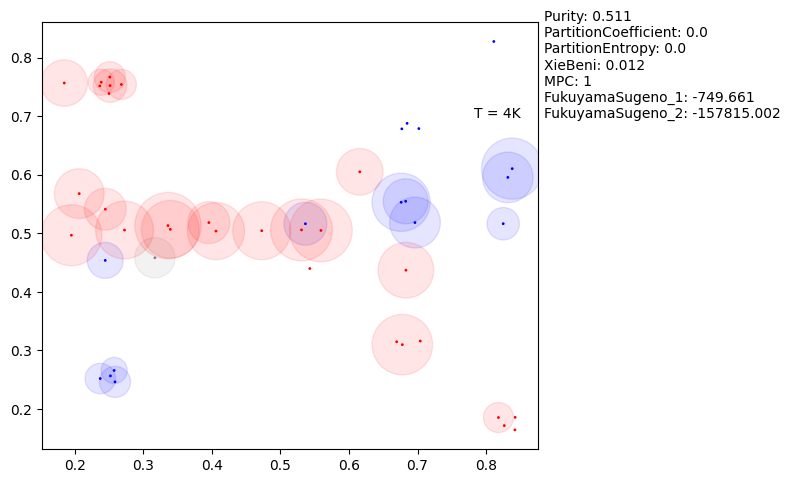 Purity: 0.511
PartitionCoefficient: 0.0
PartitionEntropy: 0.0
XieBeni: 0.012
MPC: 1
FukuyamaSugeno_1: -749.661
FukuyamaSugeno_2: -157815.002
T = 4K
0.8
0.7
0.6
0.5
0.4
0.3
0.2
0.2 0.3 0.4 0.5 0.6 0.7 0.8